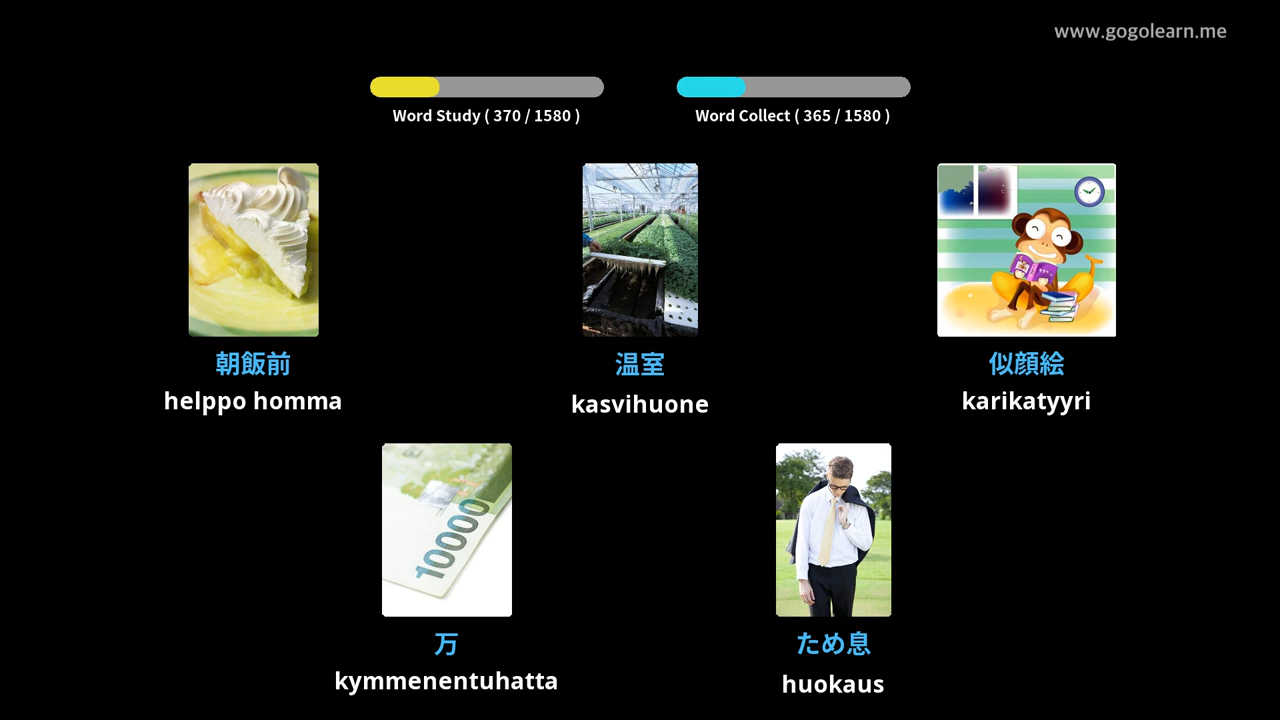 www.gogolearn.me
Word Study ( 370 / 1580 )
Word Collect ( 365 / 1580 )
朝飯前
helppo homma
温室
kasvihuone
似顔絵
karikatyyri
10000
万
kymmenentuhatta
ため息
huokaus